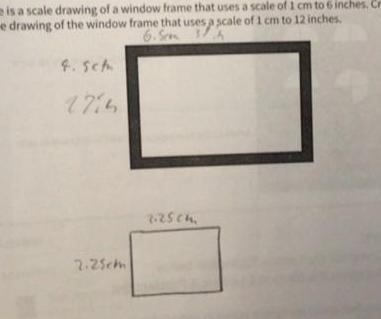 e is a scale drawing of a window frame that uses a scale of 1 cm to 6 inches. Cr
e drawing of the window frame that uses a scale of 1 cm to 12 inches.
6.5cm
4.5cm
27in
2.25cm
2.25cm